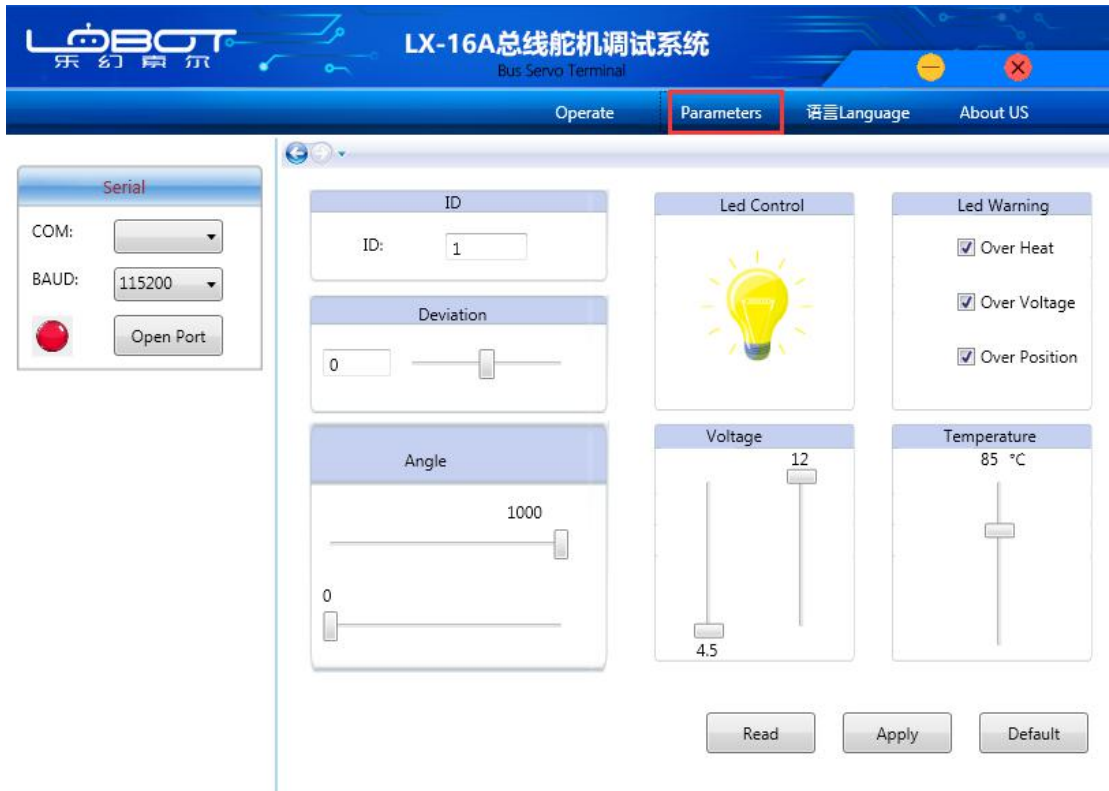 LOBOT
乐幻索尔
LX-16A总线舵机调试系统
Bus Servo Terminal
Operate Parameters 语言Language About US
Serial
COM:
BAUD: 115200
Open Port
ID
ID: 1
Deviation
0
Angle
1000
0
Led Control
Led Warning
Over Heat
Over Voltage
Over Position
Voltage
12
4.5
Temperature
85 °C
Read Apply Default